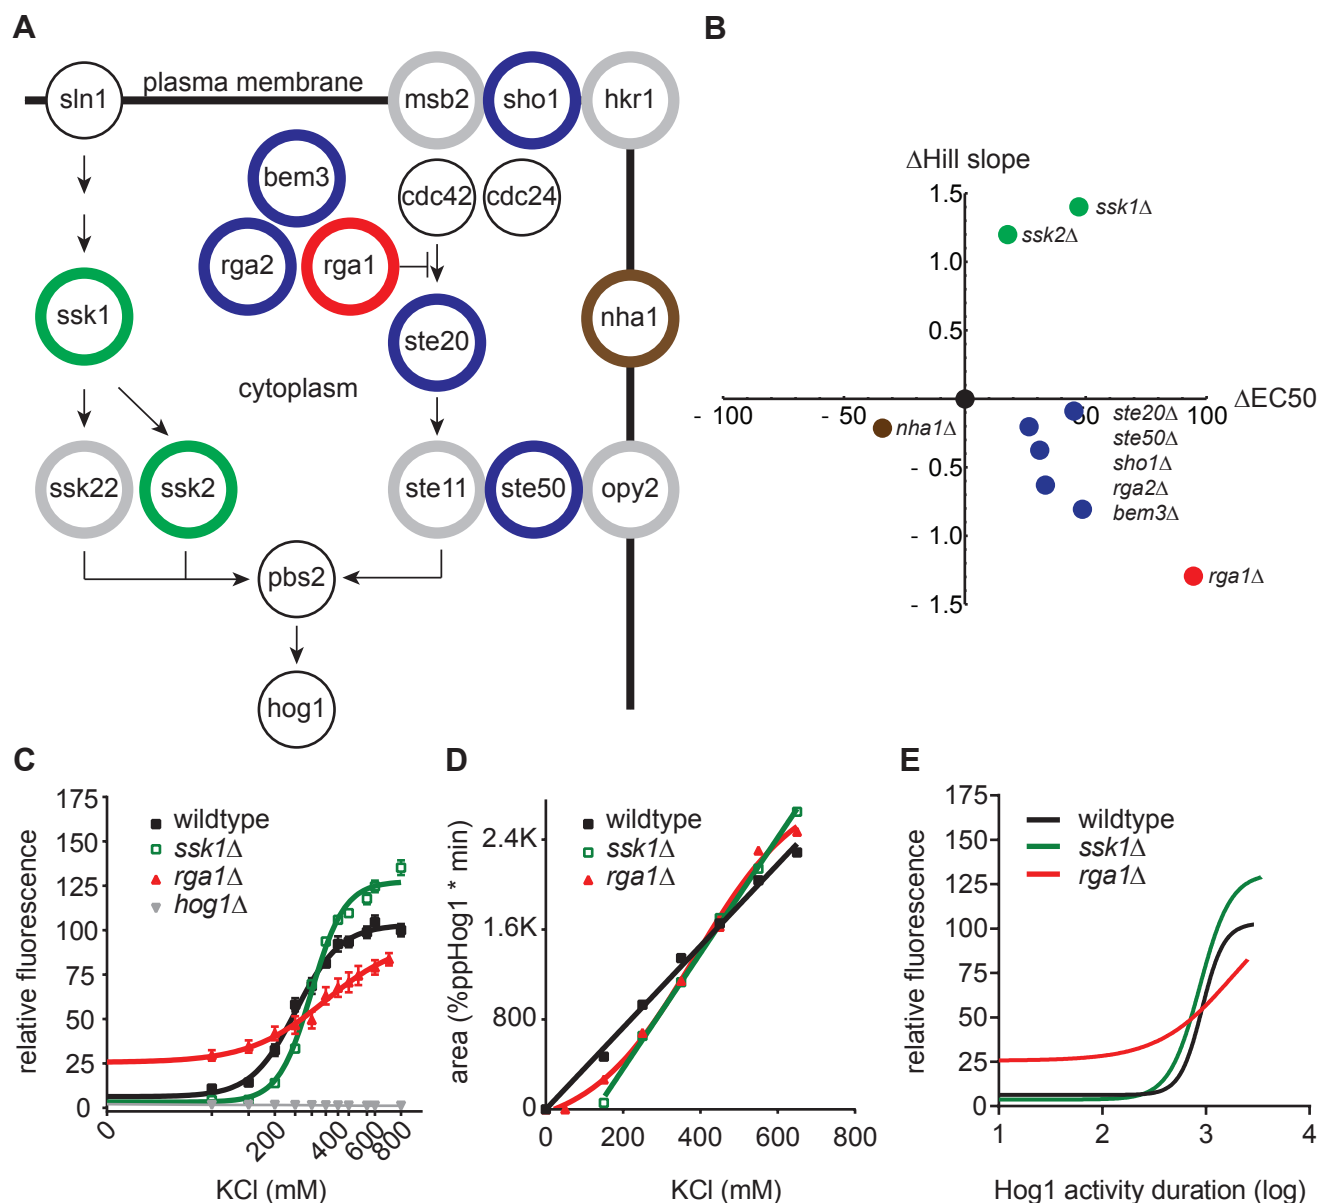 A
plasma membrane
sln1
msb2
sho1
hkr1
bem3
cdc42
cdc24
rga2
rga1
ssk1
ste20
nha1
cytoplasm
ssk22
ssk2
ste11
ste50
opy2
pbs2
hog1
B
ΔHill slope
1.5
1.0
0.5
- 0.5
- 1.0
- 1.5
- 100
- 50
50
100
ΔEC50
ssk1Δ
ssk2Δ
nha1Δ
ste20Δ
ste50Δ
sho1Δ
rga2Δ
bem3Δ
rga1Δ
C
relative fluorescence
175
150
125
100
75
50
25
0
wildtype
ssk1Δ
rga1Δ
hog1Δ
0
200
400
600
800
KCl (mM)
D
area (%ppHog1 * min)
2.4K
1.6K
800
0
wildtype
ssk1Δ
rga1Δ
0 200 400 600 800
KCl (mM)
E
relative fluorescence
175
150
125
100
75
50
25
0
wildtype
ssk1Δ
rga1Δ
1 2 3 4
Hog1 activity duration (log)